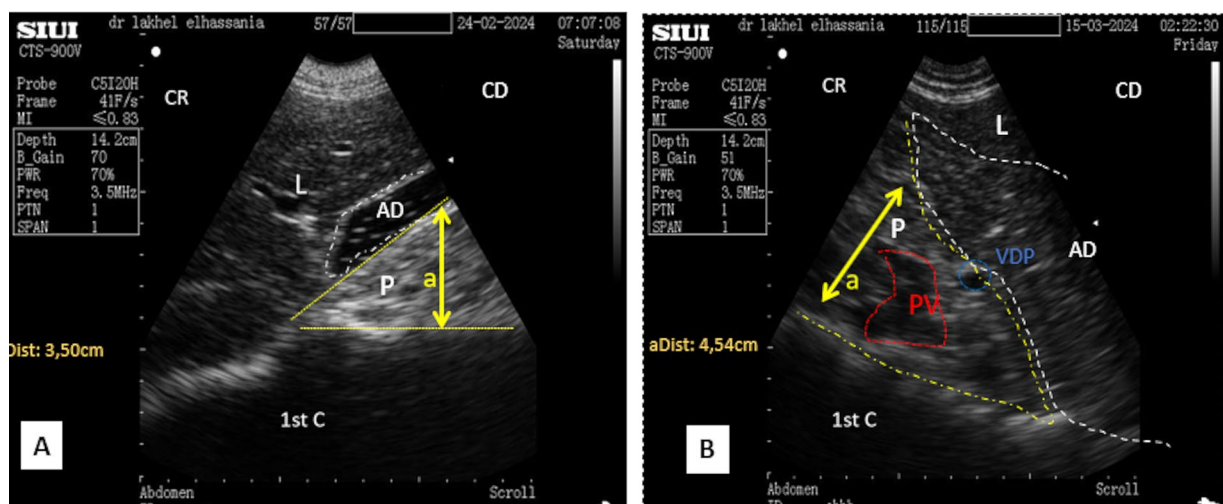 SIUI
CTS-900V
dr lakhel elhassania
57/57
24-02-2024
07:07:08
Saturday
Probe C5I20H
Frame 41F/s
MI ≤0.83
Depth 14.2cm
B_Gain 70
PWR 70%
Freq 3.5MHz
PTN 1
SPAN 1
CR
CD
L
AD
P
a
Dist: 3,50cm
1st C
A
Abdomen
Scroll
SIUI
CTS-900V
dr lakhel elhassania
115/115
15-03-2024
02:22:30
Friday
Probe C5I20H
Frame 41F/s
MI ≤0.83
Depth 14.2cm
B_Gain 51
PWR 70%
Freq 3.5MHz
PTN 1
SPAN 1
CR
CD
L
P
AD
VDP
a
PV
aDist: 4,54cm
1st C
B
Abdomen
Scroll